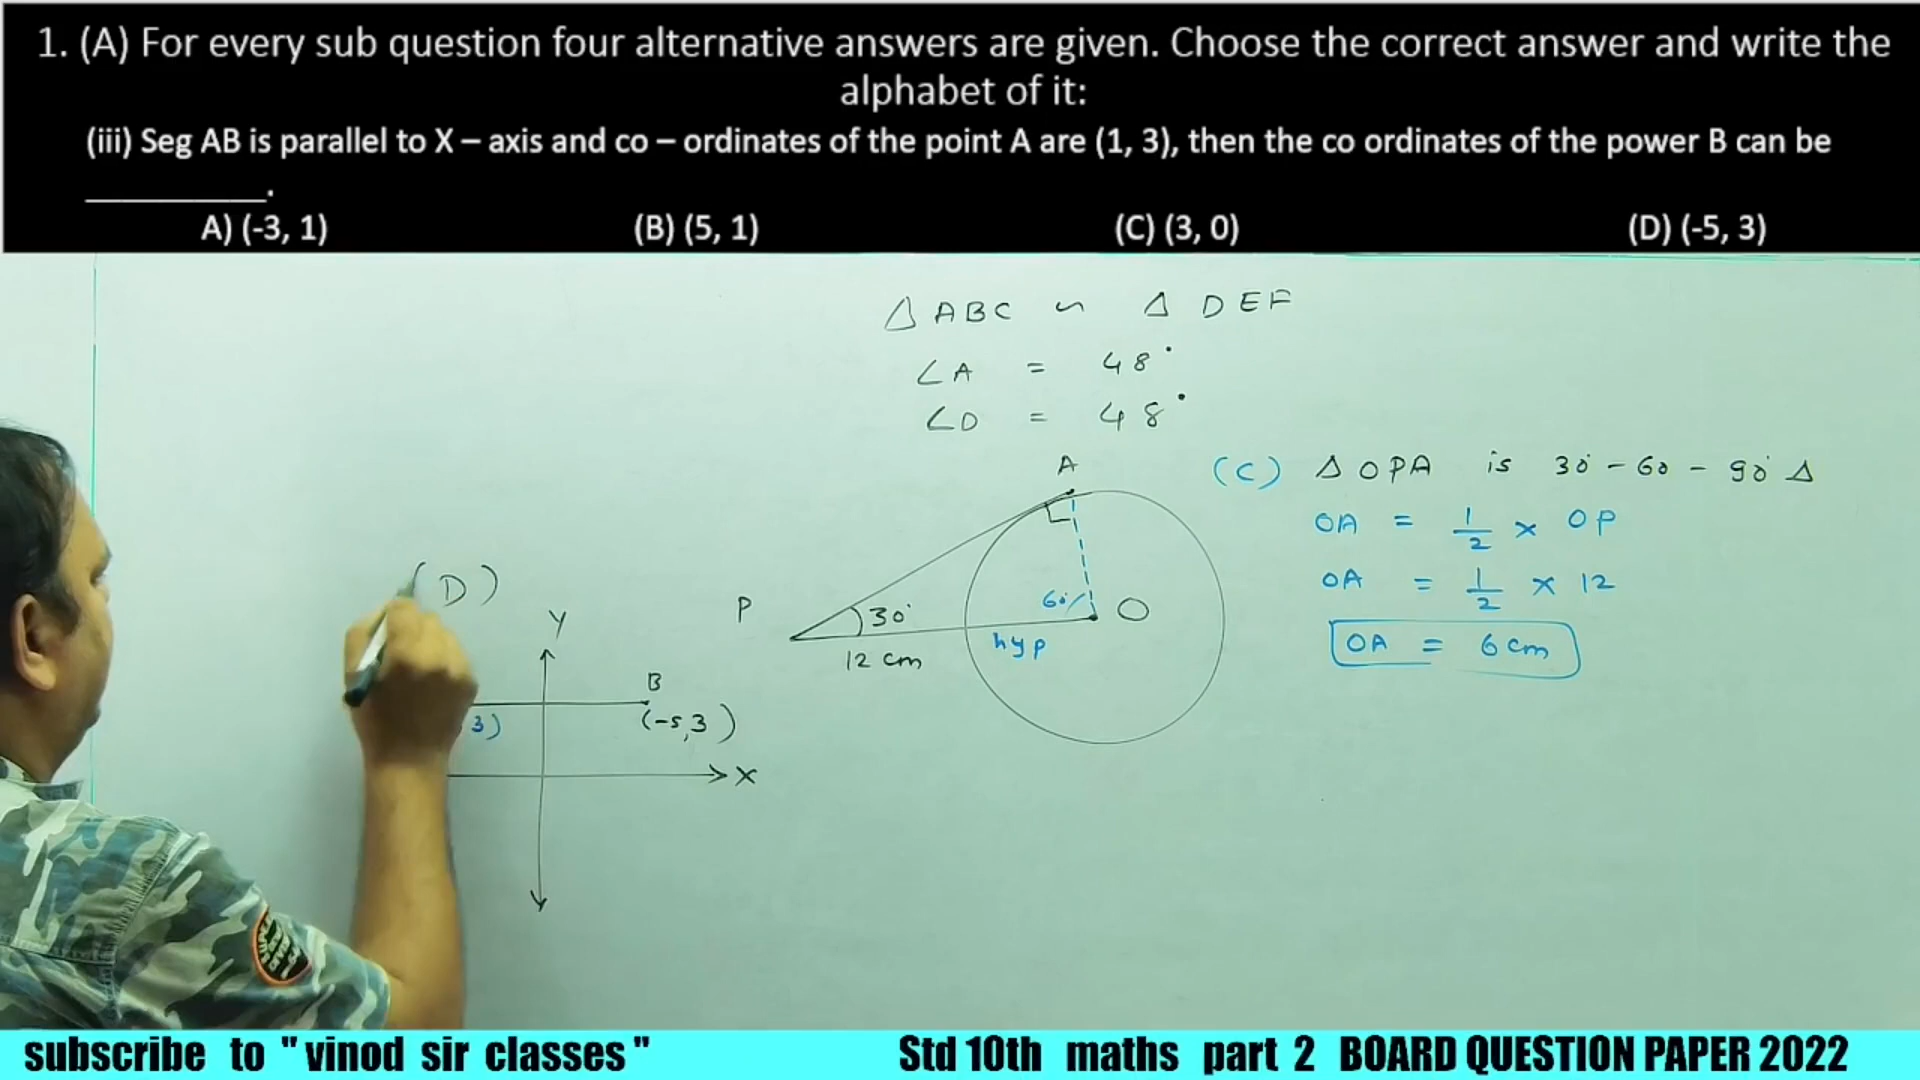 1. (A) For every sub question four alternative answers are given. Choose the correct answer and write the
alphabet of it:
(iii) Seg AB is parallel to X – axis and co – ordinates of the point A are (1, 3), then the co ordinates of the power B can be
__________.
A) (-3, 1) (B) (5, 1) (C) (3, 0) (D) (-5, 3)
△ ABC ∽ △ DEF
∠A = 48°
∠D = 48°
A
(C) △ OPA is 30° - 60 - 90° △
OA = 1/2 × OP
OA = 1/2 × 12
OA = 6 cm
P
30°
60°
O
12 cm
hyp
(D)
Y
B
3)
(-5,3)
X
subscribe to " vinod sir classes "
Std 10th maths part 2 BOARD QUESTION PAPER 2022